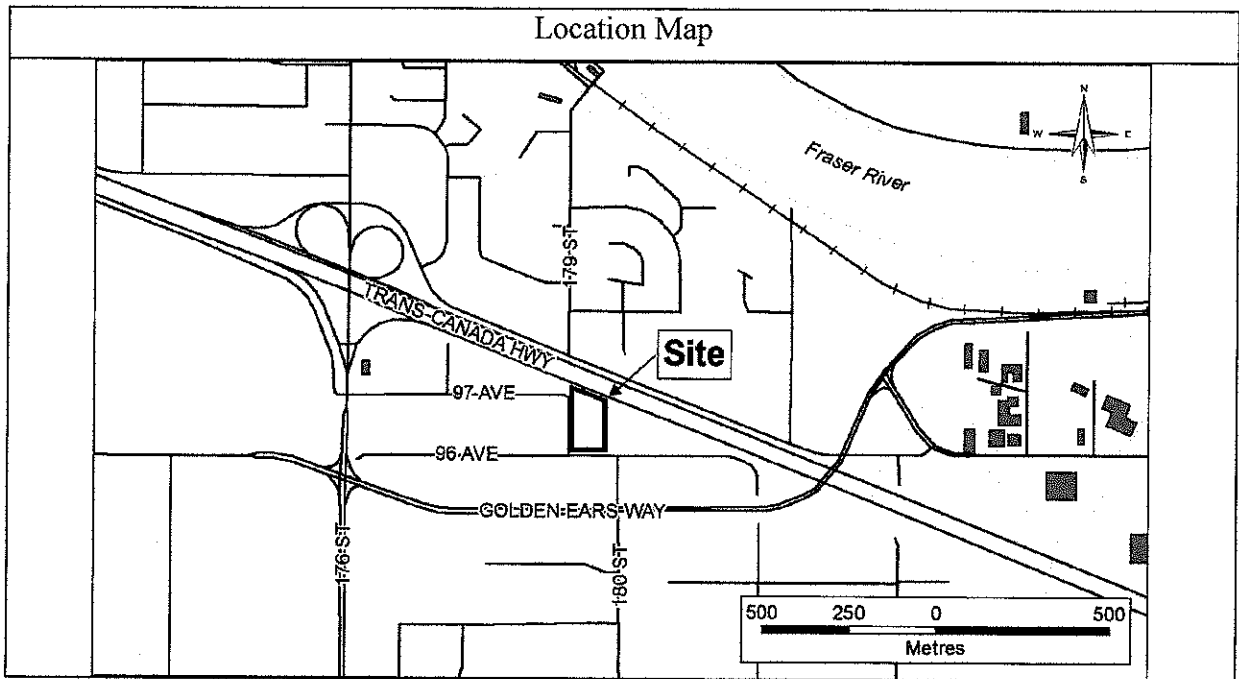 Location Map
N
W E
S
Fraser River
179 ST
TRANS-CANADA HWY
Site
97 AVE
96 AVE
GOLDEN EARS WAY
176 ST
180 ST
500 250 0 500
Metres